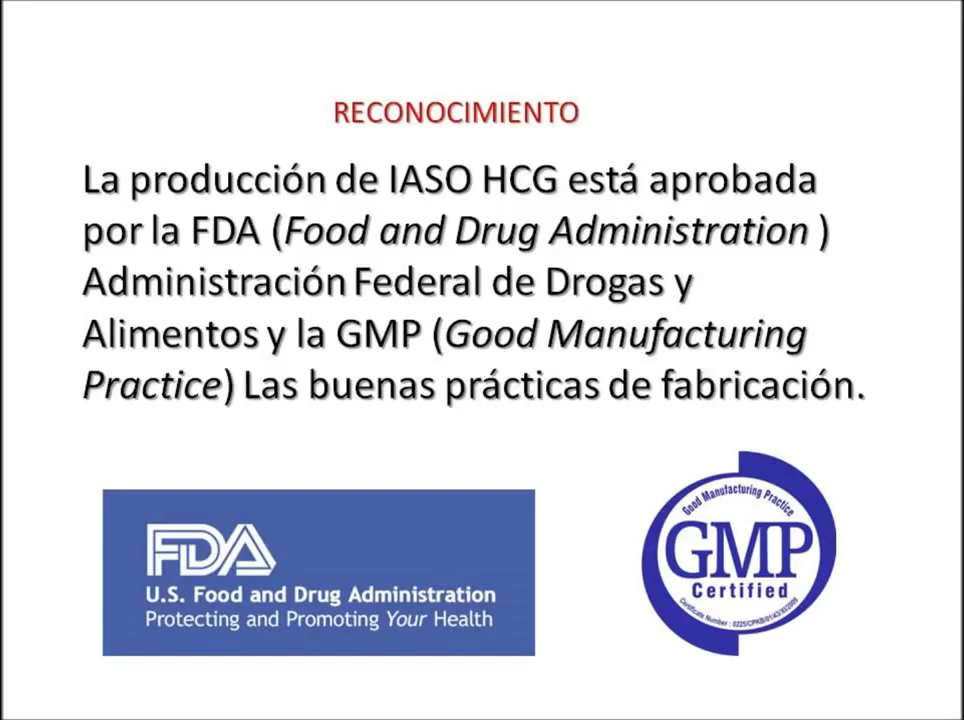 RECONOCIMIENTO
La producción de IASO HCG está aprobada
por la FDA (Food and Drug Administration )
Administración Federal de Drogas y
Alimentos y la GMP (Good Manufacturing
Practice) Las buenas prácticas de fabricación.
FDA
U.S. Food and Drug Administration
Protecting and Promoting Your Health
Good Manufacturing Practice
GMP
Certified
Certificate Number :